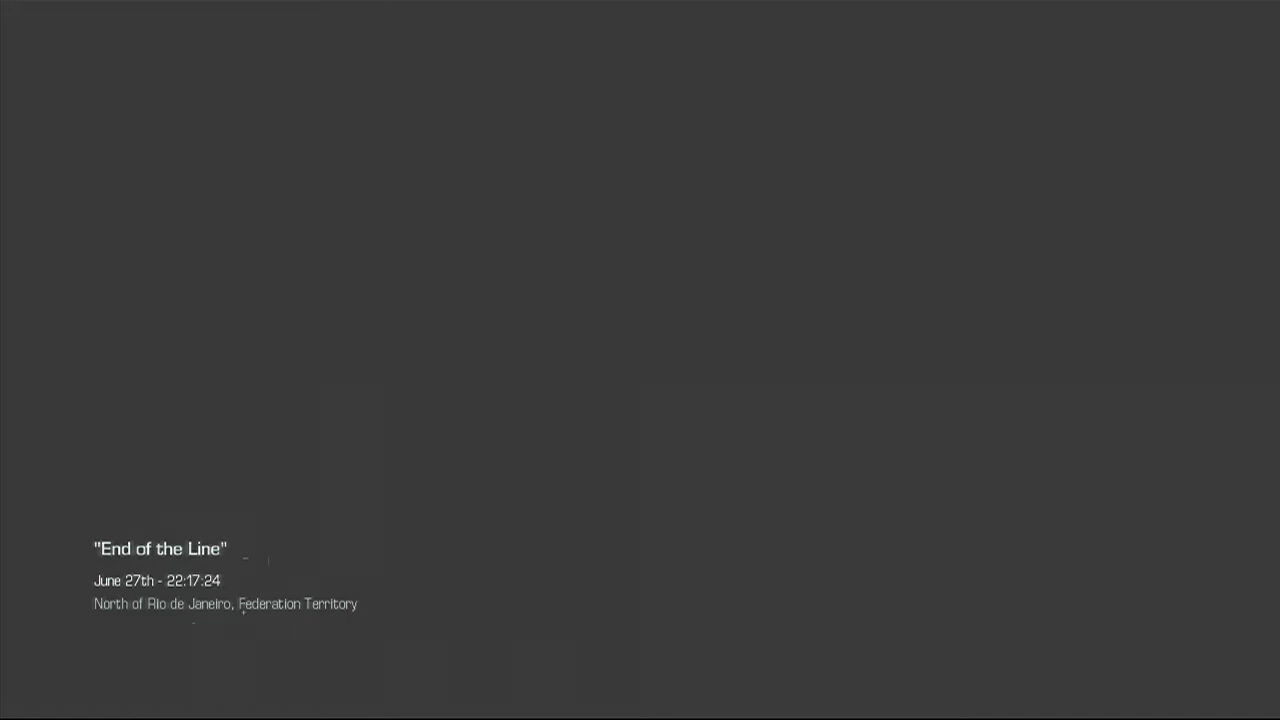 "End of the Line"
June 27th - 22:17:24
North of Rio de Janeiro, Federation Territory